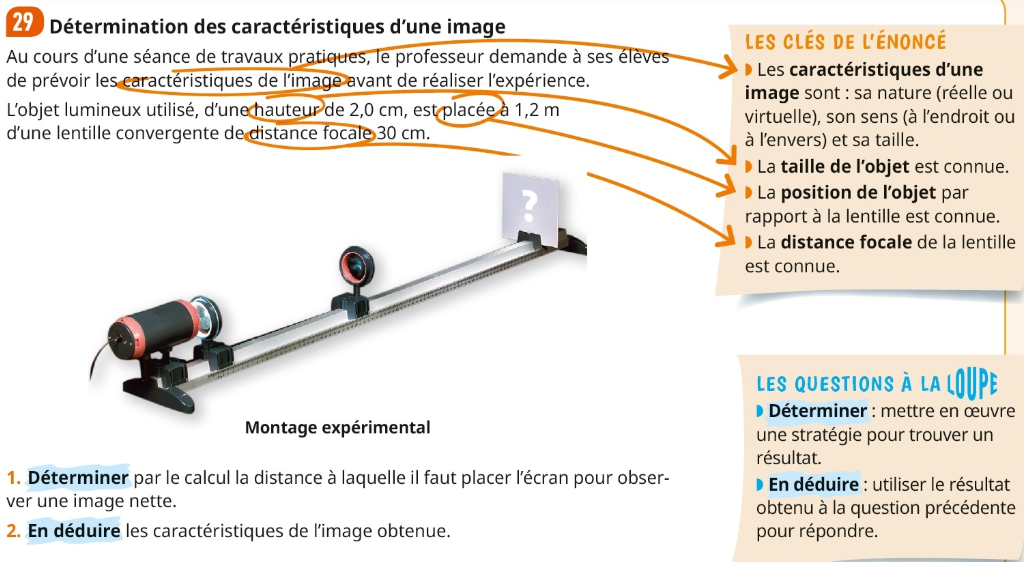 29 Détermination des caractéristiques d’une image
Au cours d’une séance de travaux pratiques, le professeur demande à ses élèves
de prévoir les caractéristiques de l’image avant de réaliser l’expérience.
L’objet lumineux utilisé, d’une hauteur de 2,0 cm, est placée à 1,2 m
d’une lentille convergente de distance focale 30 cm.
?
Montage expérimental
1. Déterminer par le calcul la distance à laquelle il faut placer l’écran pour obser-
ver une image nette.
2. En déduire les caractéristiques de l’image obtenue.
LES CLÉS DE L’ÉNONCÉ
Les caractéristiques d’une
image sont : sa nature (réelle ou
virtuelle), son sens (à l’endroit ou
à l’envers) et sa taille.
La taille de l’objet est connue.
La position de l’objet par
rapport à la lentille est connue.
La distance focale de la lentille
est connue.
LES QUESTIONS À LA LOUPE
Déterminer : mettre en œuvre
une stratégie pour trouver un
résultat.
En déduire : utiliser le résultat
obtenu à la question précédente
pour répondre.